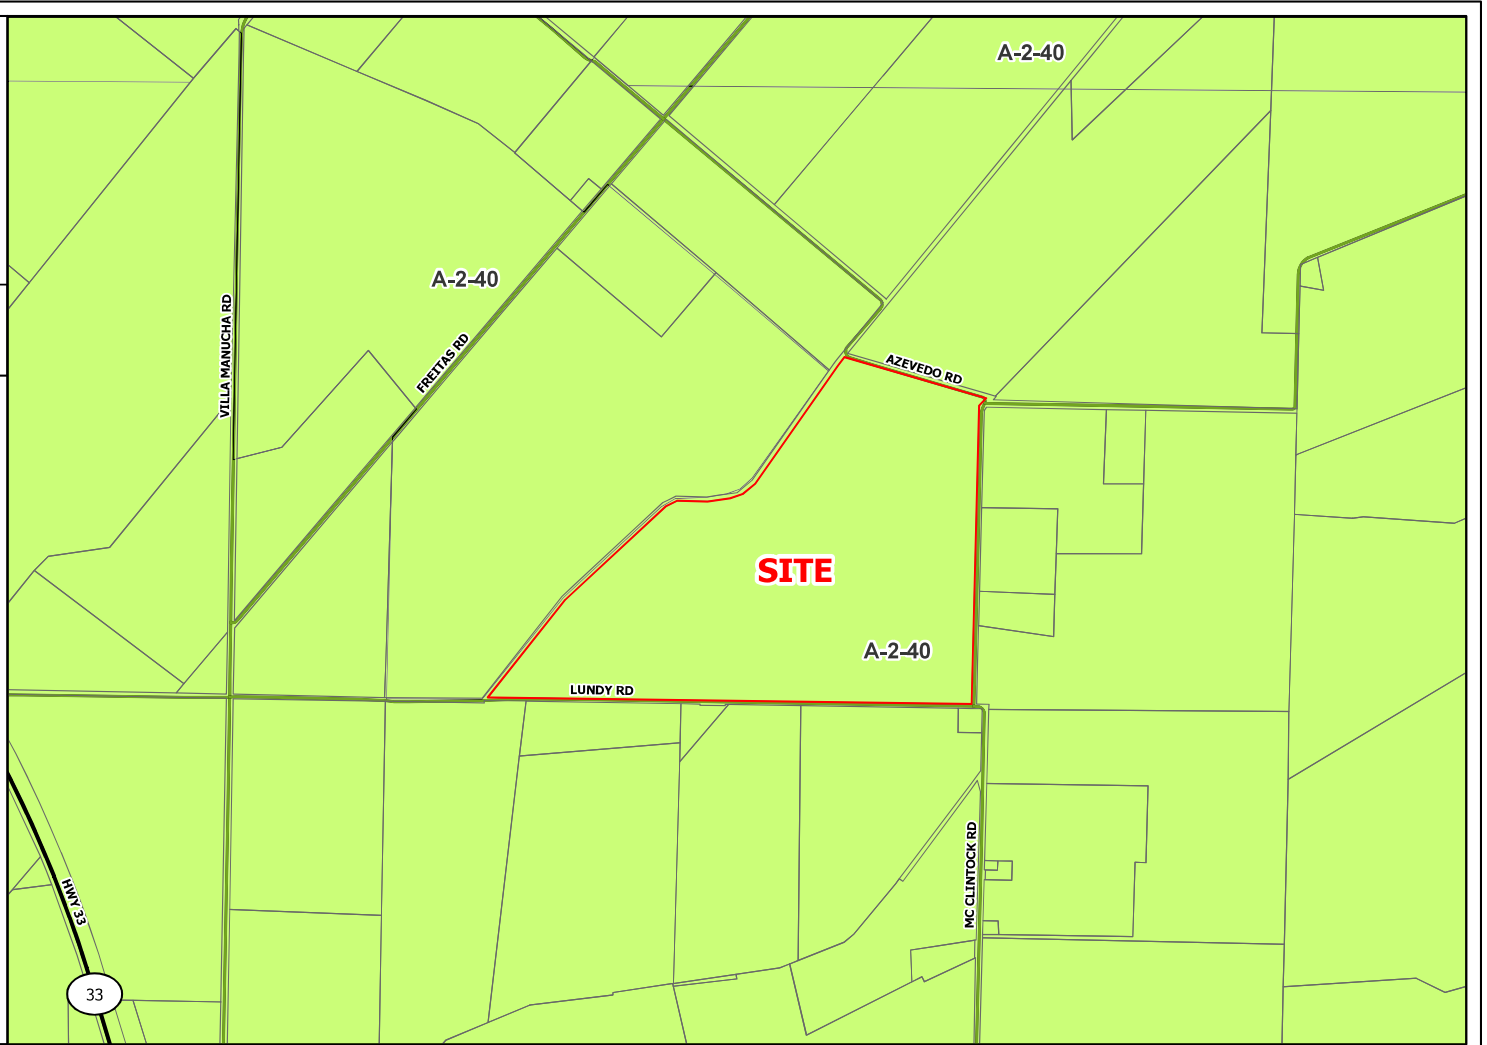 A-2-40
A-2-40
VILLA MANUCHA RD
FREITAS RD
AZEVEDO RD
SITE
A-2-40
LUNDY RD
MC CLINTOCK RD
HWY 33
33